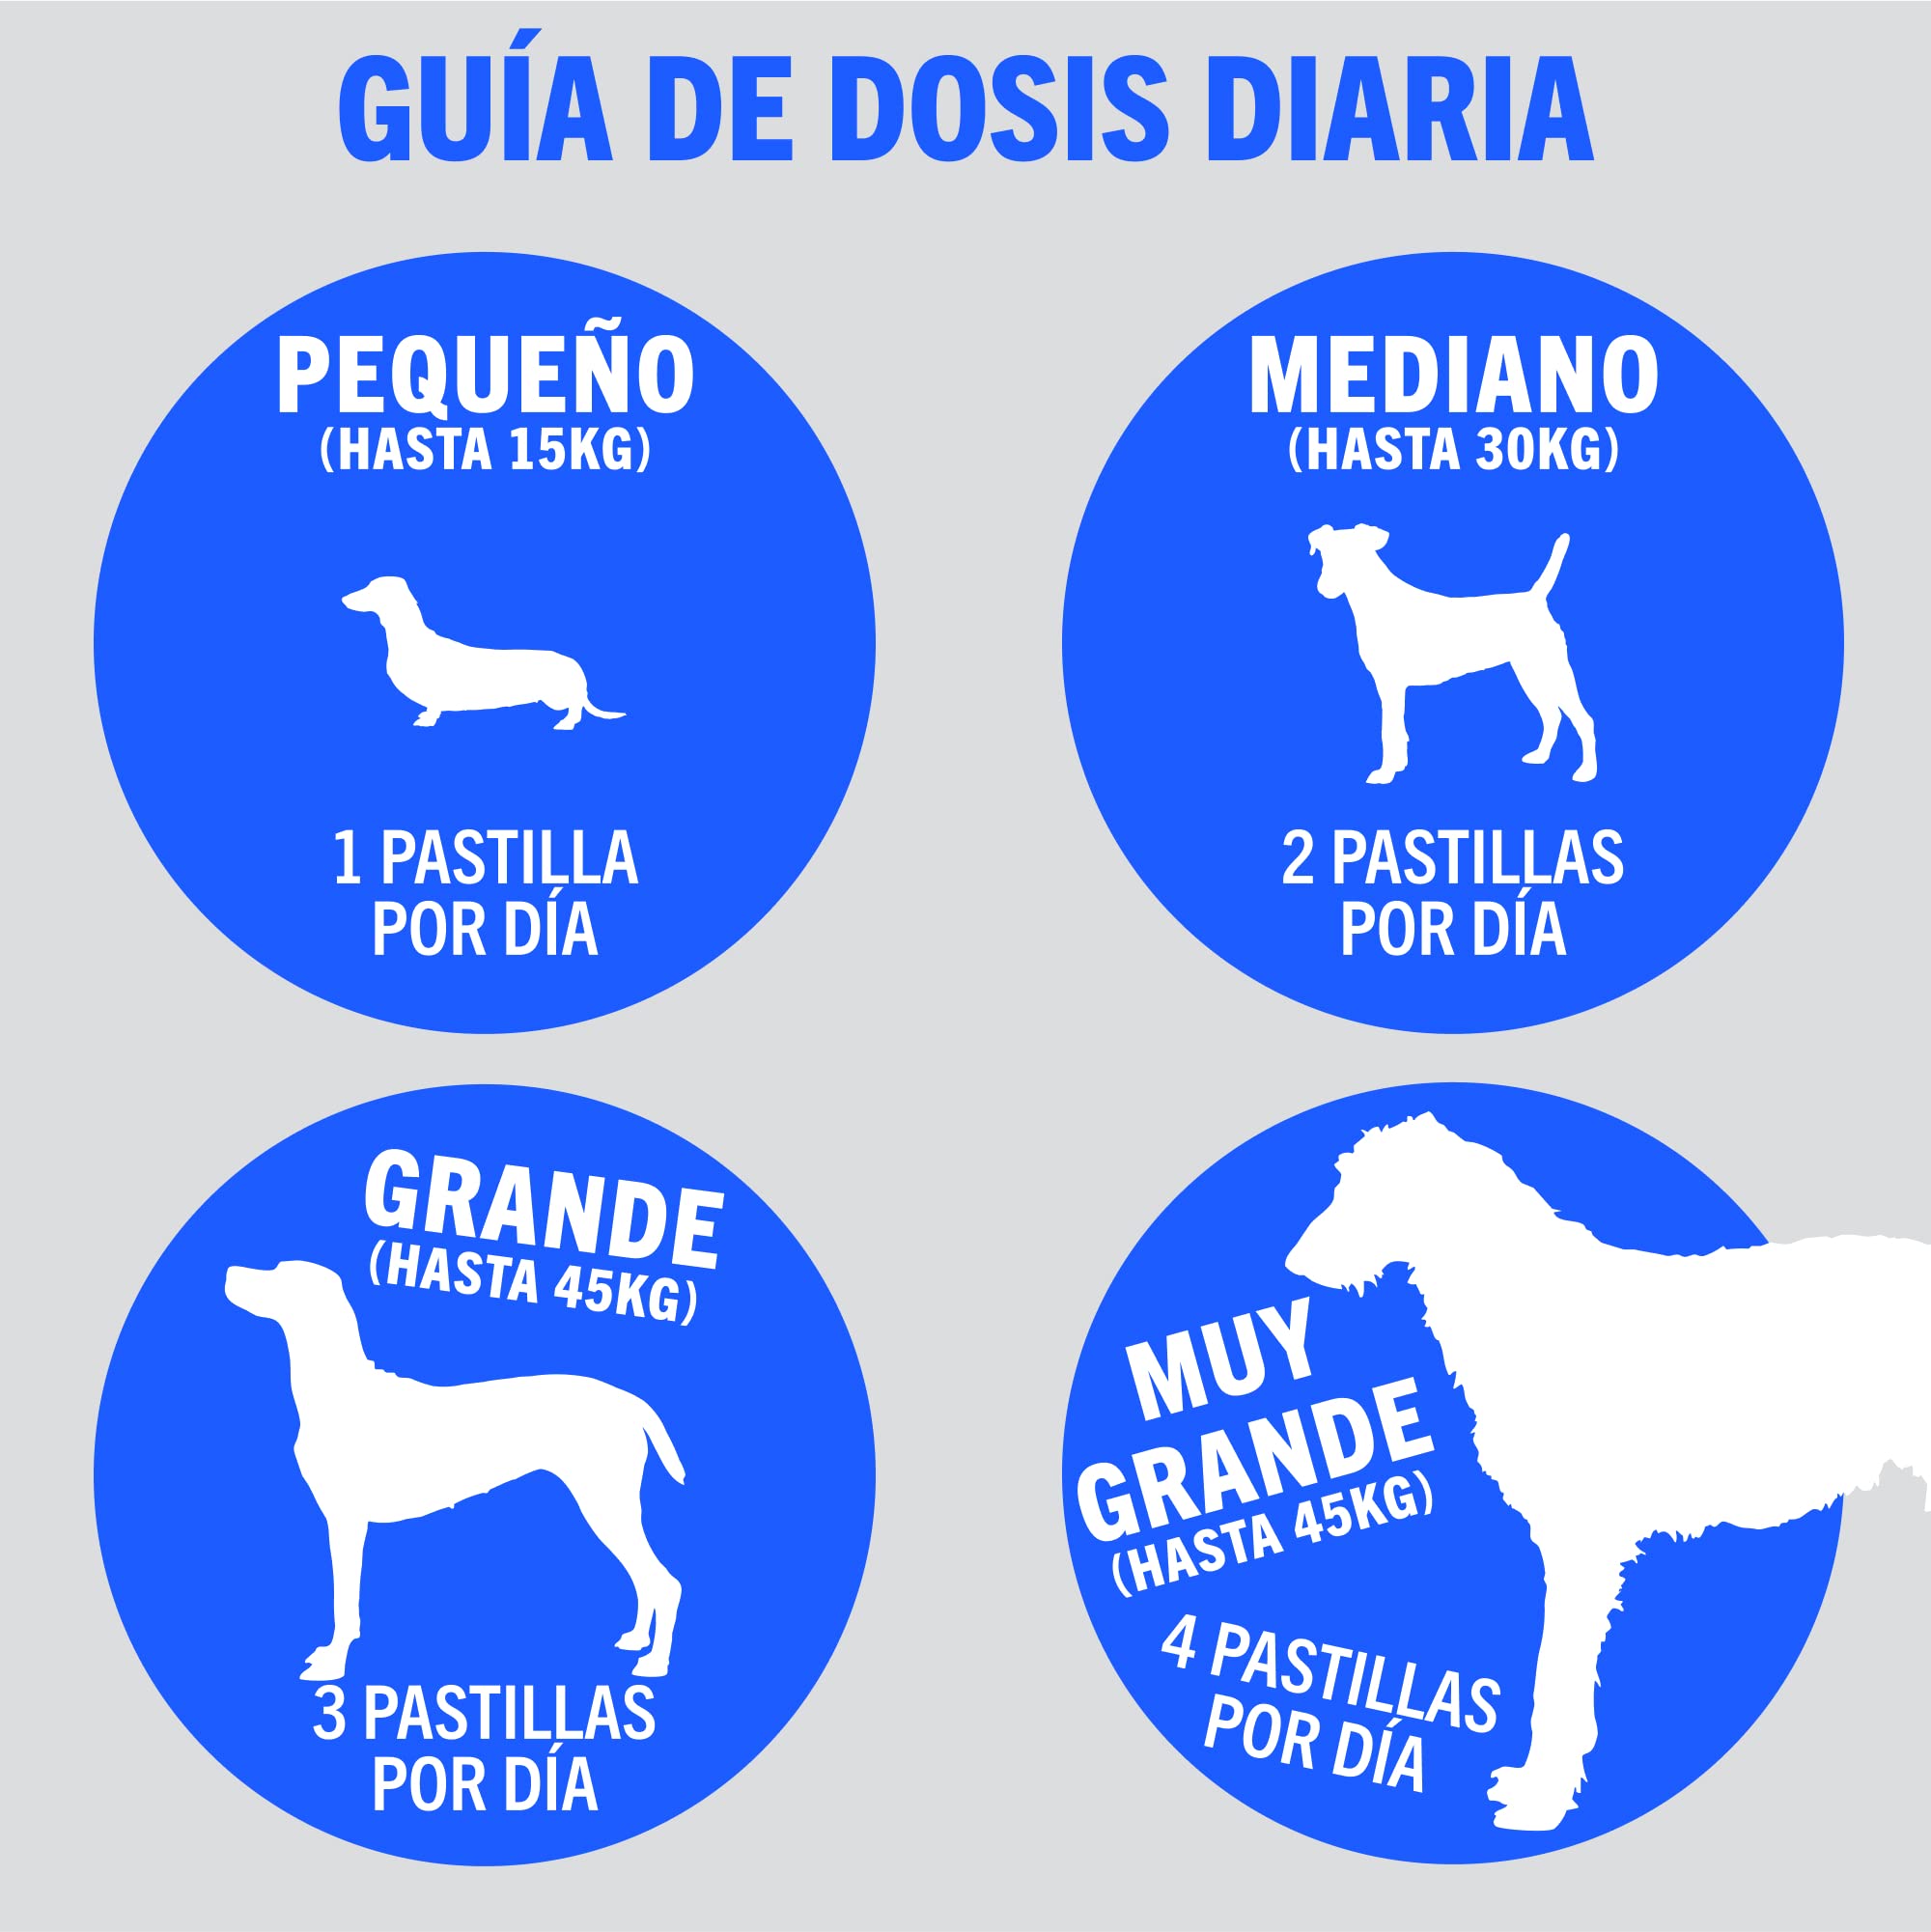 GUÍA DE DOSIS DIARIA
PEQUEÑO
(HASTA 15KG)
1 PASTILLA
POR DÍA
MEDIANO
(HASTA 30KG)
2 PASTILLAS
POR DÍA
GRANDE
(HASTA 45KG)
3 PASTILLAS
POR DÍA
MUY
GRANDE
(HASTA 45KG)
4 PASTILLAS
POR DÍA